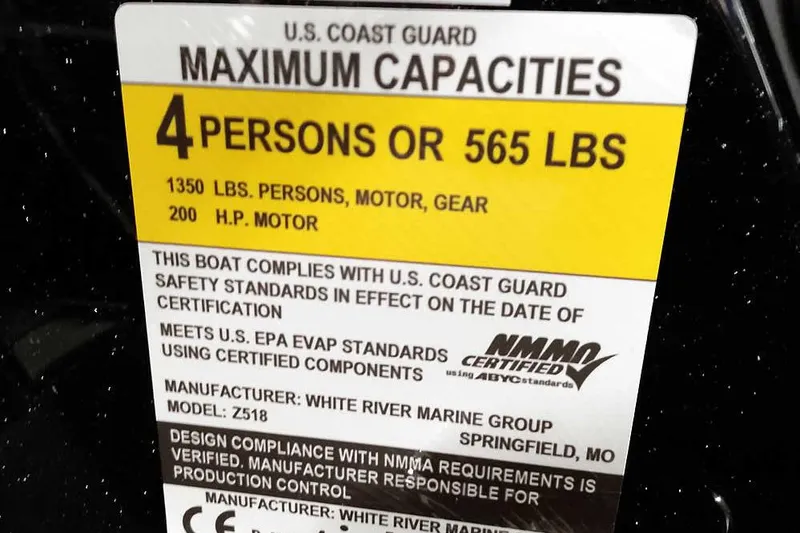 U.S. COAST GUARD
MAXIMUM CAPACITIES
4 PERSONS OR 565 LBS
1350 LBS. PERSONS, MOTOR, GEAR
200 H.P. MOTOR
THIS BOAT COMPLIES WITH U.S. COAST GUARD
SAFETY STANDARDS IN EFFECT ON THE DATE OF
CERTIFICATION
MEETS U.S. EPA EVAP STANDARDS
USING CERTIFIED COMPONENTS
NMMA
CERTIFIED
using ABYC standards
MANUFACTURER: WHITE RIVER MARINE GROUP
MODEL: Z518 SPRINGFIELD, MO
DESIGN COMPLIANCE WITH NMMA REQUIREMENTS IS
VERIFIED. MANUFACTURER RESPONSIBLE FOR
PRODUCTION CONTROL
MANUFACTURER: WHITE RIVER MARINE
CE